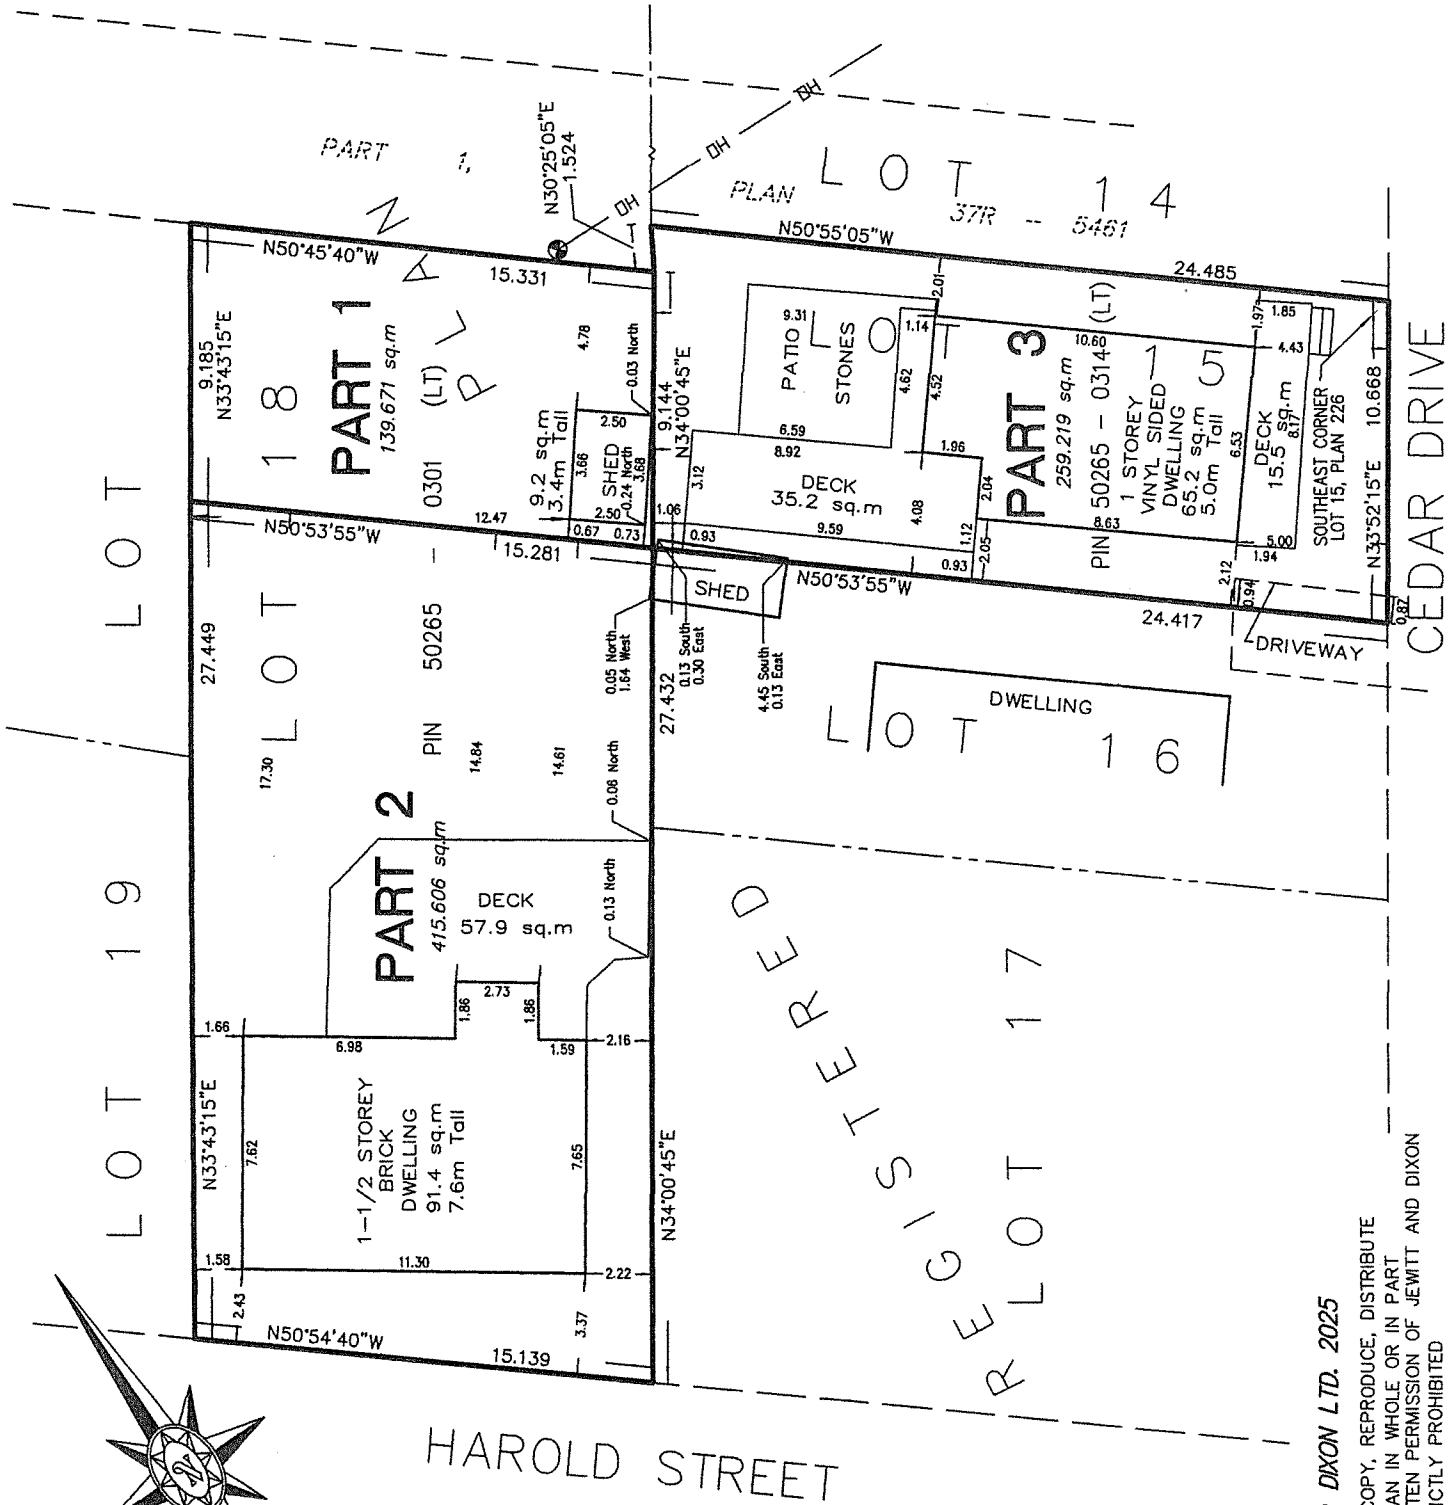 PART 1,
N30°25'05"E
1.524
OH
OH
OH
LOT 14
PLAN
37R -- 5461
N50°45'40"W
15.331
N50°55'05"W
24.485
9.185
N33°43'15"E
PART 1
139.671 sq.m
4.78
0.03 North
9.144
N34°00'45"E
2.50
3.66
9.2 sq.m
3.4m Tall
SHED
0.24 North
3.68
2.50
0.67
0.73
12.47
N50°53'55"W
15.281
LOT 18
PIN 50265 - 0301 (LT)
PLAN
PATIO
STONES
9.31
6.59
4.62
1.14
2.01
4.52
1.96
8.92
3.12
DECK
35.2 sq.m
9.59
4.08
2.04
1.12
2.05
0.93
1.06
0.93
PART 3
259.219 sq.m
PIN 50265 - 0314 (LT)
LOT 15
1 STOREY
VINYL SIDED
DWELLING
65.2 sq.m
5.0m Tall
10.60
8.63
6.53
1.97
1.85
4.43
DECK
15.5 sq.m
8.17
5.00
1.94
2.12
0.94
SOUTHEAST CORNER
LOT 15, PLAN 226
N33°52'15"E
10.668
0.87
CEDAR DRIVE
SHED
N50°53'55"W
24.417
DRIVEWAY
0.05 North
1.64 West
0.13 South
0.30 East
4.45 South
0.13 East
27.432
27.449
LOT 19
17.30
14.84
14.61
0.06 North
0.13 North
DWELLING
LOT 16
PART 2
415.606 sq.m
DECK
57.9 sq.m
1.86
2.73
1.86
1.66
6.98
1.59
2.16
N33°43'15"E
7.62
1-1/2 STOREY
BRICK
DWELLING
91.4 sq.m
7.6m Tall
7.65
N34°00'45"E
1.58
11.30
2.22
2.43
3.37
N50°54'40"W
15.139
REGISTERED
LOT 17
HAROLD STREET
DIXON LTD. 2025
COPY, REPRODUCE, DISTRIBUTE
AN IN WHOLE OR IN PART
TEN PERMISSION OF JEWITT AND DIXON
ICTLY PROHIBITED